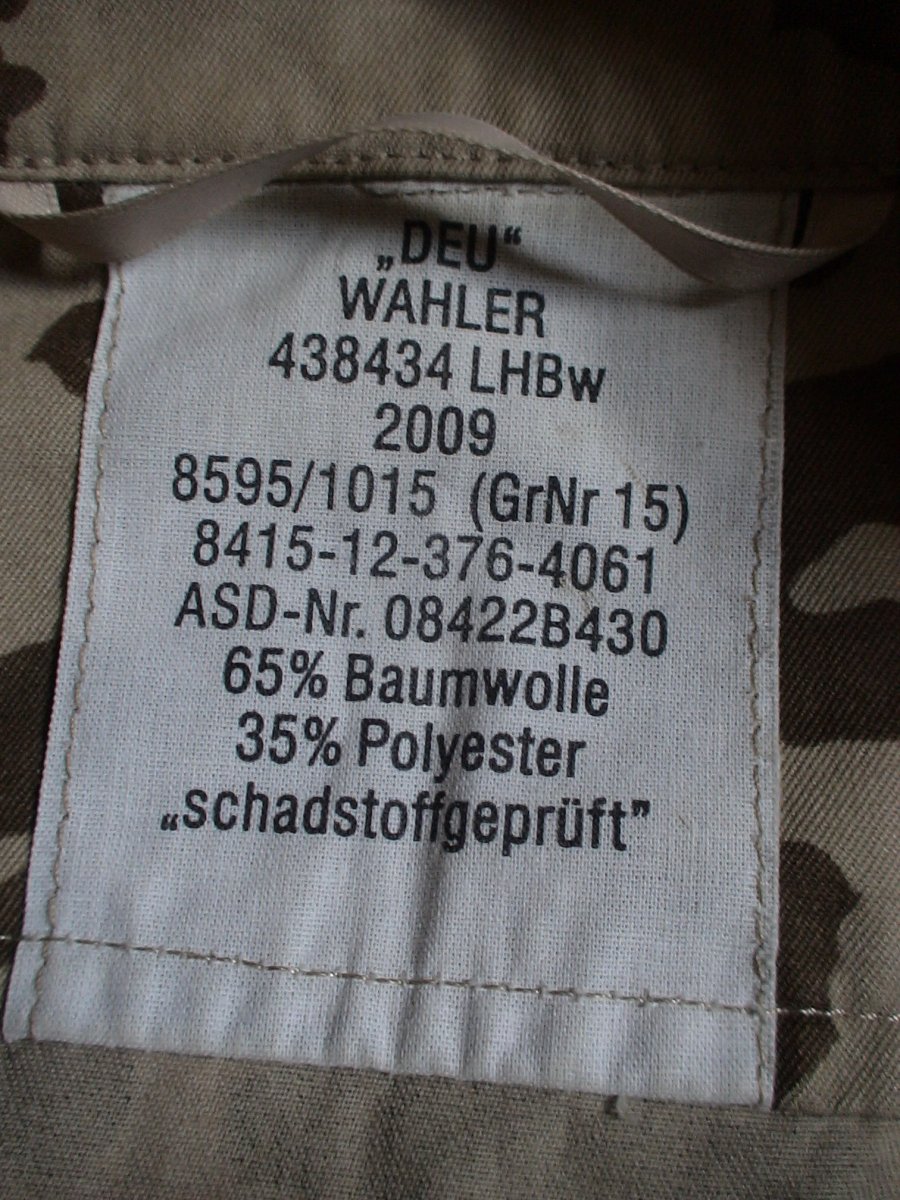 „DEU“
WAHLER
438434 LHBw
2009
8595/1015 (GrNr 15)
8415-12-376-4061
ASD-Nr. 08422B430
65% Baumwolle
35% Polyester
„schadstoffgeprüft”